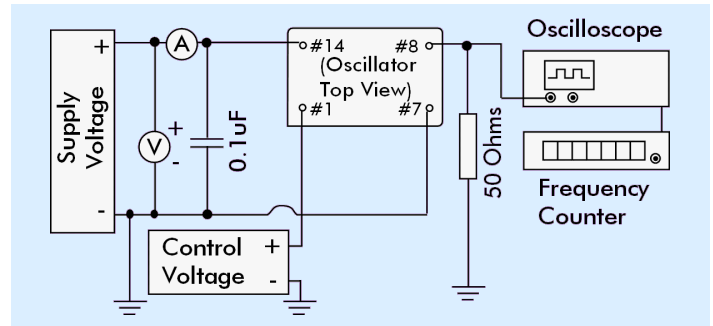 Supply
Voltage
+
-
A
V
+
-
0.1uF
#14
#8
(Oscillator
Top View)
#1
#7
Control
Voltage
+
-
50 Ohms
Oscilloscope
Frequency
Counter